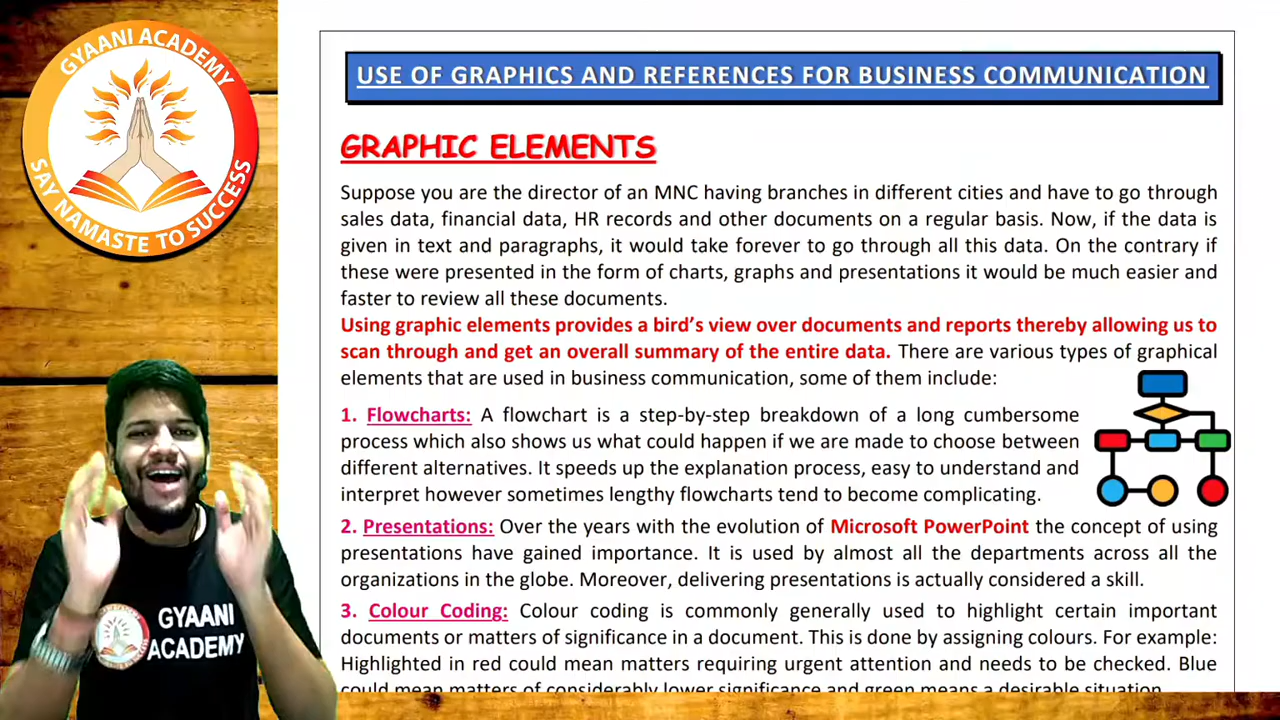 GYAANI ACADEMY
SAY NAMASTE TO SUCCESS
USE OF GRAPHICS AND REFERENCES FOR BUSINESS COMMUNICATION
GRAPHIC ELEMENTS
Suppose you are the director of an MNC having branches in different cities and have to go through
sales data, financial data, HR records and other documents on a regular basis. Now, if the data is
given in text and paragraphs, it would take forever to go through all this data. On the contrary if
these were presented in the form of charts, graphs and presentations it would be much easier and
faster to review all these documents.
Using graphic elements provides a bird’s view over documents and reports thereby allowing us to
scan through and get an overall summary of the entire data. There are various types of graphical
elements that are used in business communication, some of them include:
1. Flowcharts: A flowchart is a step-by-step breakdown of a long cumbersome
process which also shows us what could happen if we are made to choose between
different alternatives. It speeds up the explanation process, easy to understand and
interpret however sometimes lengthy flowcharts tend to become complicating.
2. Presentations: Over the years with the evolution of Microsoft PowerPoint the concept of using
presentations have gained importance. It is used by almost all the departments across all the
organizations in the globe. Moreover, delivering presentations is actually considered a skill.
3. Colour Coding: Colour coding is commonly generally used to highlight certain important
documents or matters of significance in a document. This is done by assigning colours. For example:
Highlighted in red could mean matters requiring urgent attention and needs to be checked. Blue
could mean matters of considerably lower significance and green means a desirable situation.
GYAANI
ACADEMY